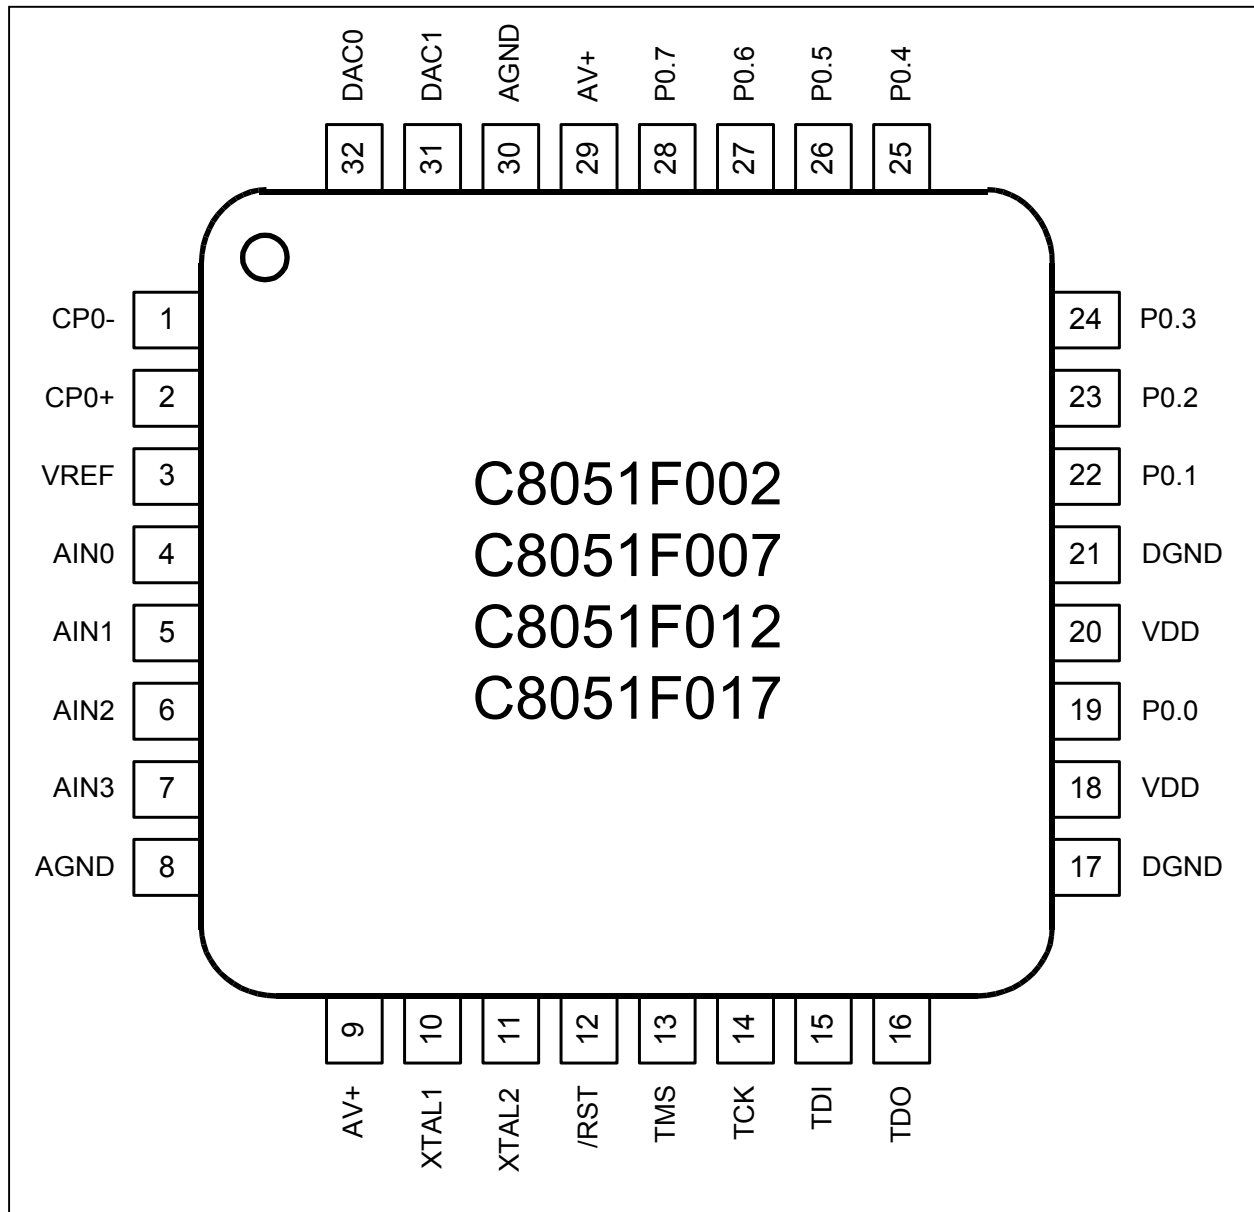 DAC0 DAC1 AGND AV+ P0.7 P0.6 P0.5 P0.4
32 31 30 29 28 27 26 25
CP0- 1 24 P0.3
CP0+ 2 23 P0.2
VREF 3 22 P0.1
AIN0 4 21 DGND
AIN1 5 20 VDD
AIN2 6 19 P0.0
AIN3 7 18 VDD
AGND 8 17 DGND
C8051F002
C8051F007
C8051F012
C8051F017
9 10 11 12 13 14 15 16
AV+ XTAL1 XTAL2 /RST TMS TCK TDI TDO